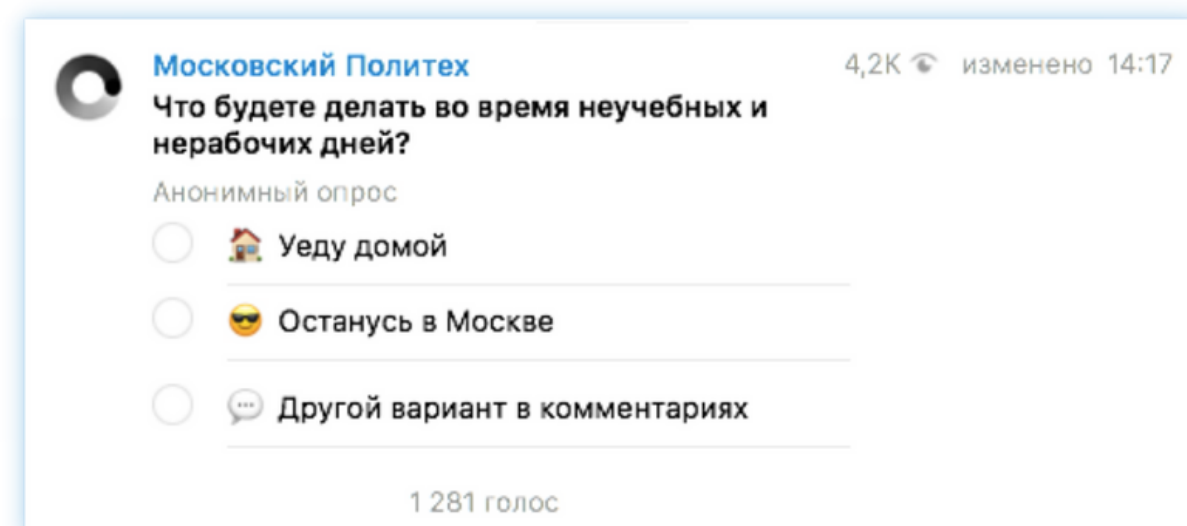 Московский Политех 4,2K изменено 14:17
Что будете делать во время неучебных и
нерабочих дней?
Анонимный опрос
Уеду домой
Останусь в Москве
Другой вариант в комментариях
1 281 голос